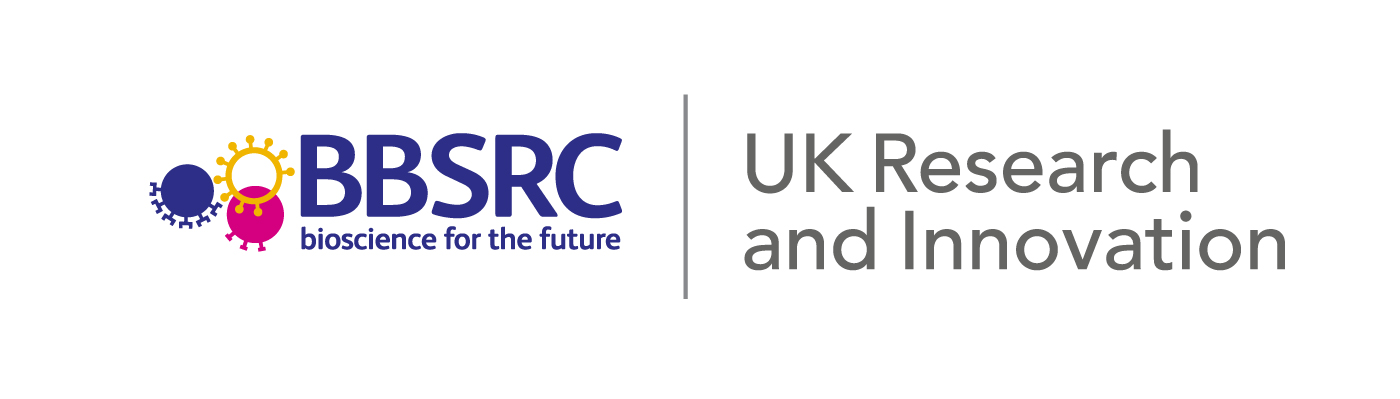 BBSRC
bioscience for the future
UK Research
and Innovation